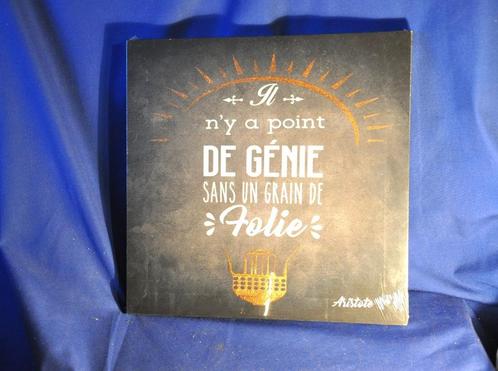 Il
n'y a point
DE GÉNIE
SANS UN GRAIN DE
Folie
Aristote